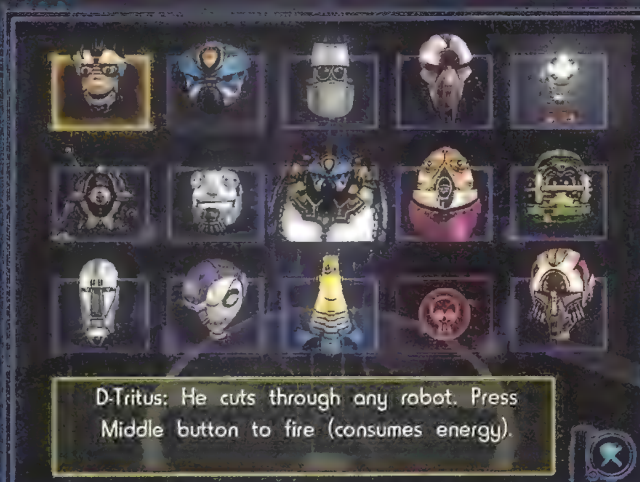 D-Tritus: He cuts through any robot. Press
Middle button to fire (consumes energy).